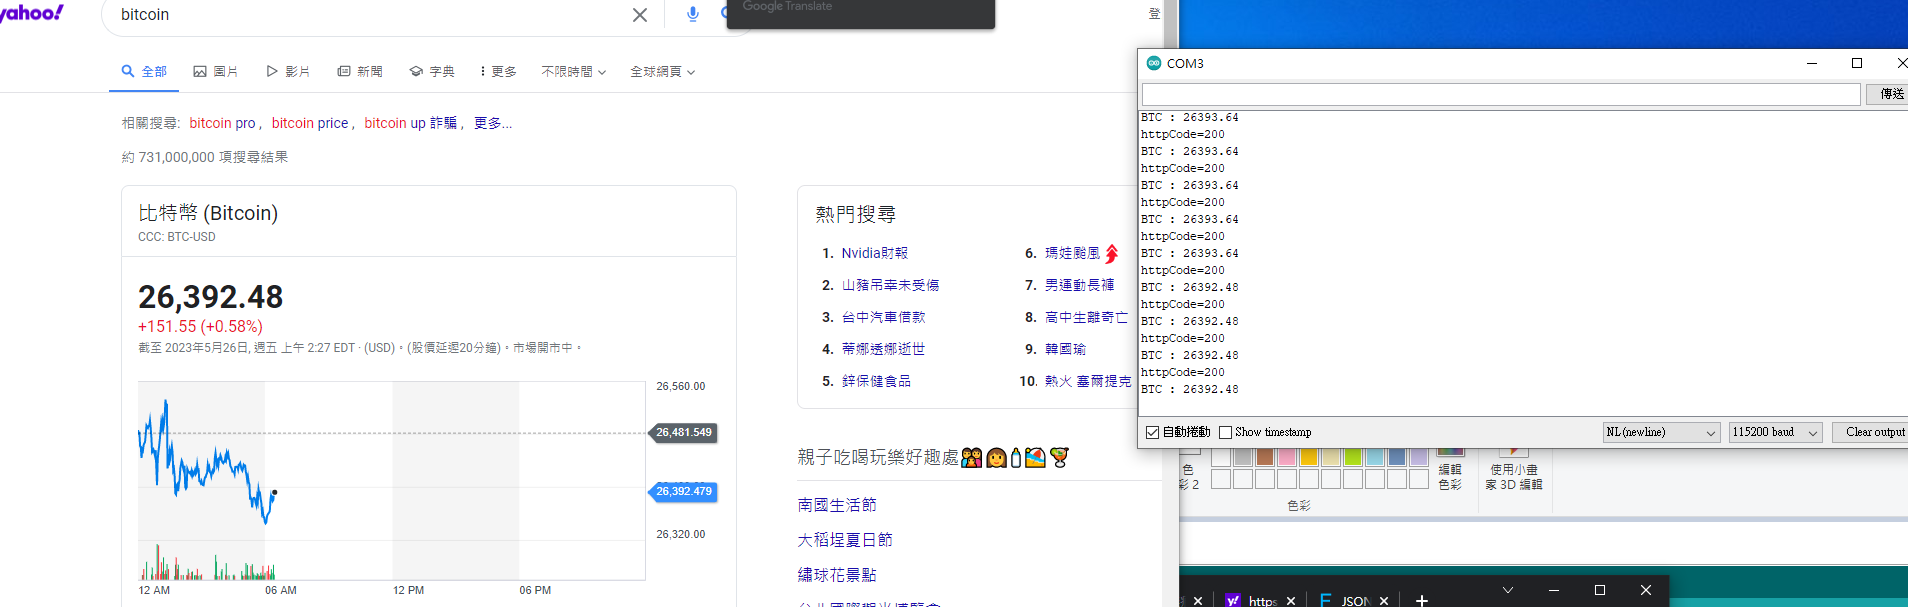 yahoo!
bitcoin
Google Translate
登
全部 圖片 影片 新聞 字典 更多 不限時間 全球網頁
相關搜尋: bitcoin pro , bitcoin price , bitcoin up 詐騙 , 更多...
約 731,000,000 項搜尋結果
比特幣 (Bitcoin)
CCC: BTC-USD
26,392.48
+151.55 (+0.58%)
截至 2023年5月26日, 週五 上午 2:27 EDT · (USD)。(股價延遲20分鐘)。市場開市中。
26,560.00
26,481.549
26,392.479
26,320.00
12 AM 06 AM 12 PM 06 PM
熱門搜尋
1. Nvidia財報
2. 山豬吊幸未受傷
3. 台中汽車借款
4. 蒂娜透娜逝世
5. 鋅保健食品
6. 瑪娃颱風
7. 男運動長褲
8. 高中生離奇亡
9. 韓國瑜
10. 熱火 塞爾提克
親子吃喝玩樂好趣處
南國生活節
大稻埕夏日節
繡球花景點
COM3
傳送
BTC : 26393.64
httpCode=200
BTC : 26393.64
httpCode=200
BTC : 26393.64
httpCode=200
BTC : 26393.64
httpCode=200
BTC : 26393.64
httpCode=200
BTC : 26392.48
httpCode=200
BTC : 26392.48
httpCode=200
BTC : 26392.48
httpCode=200
BTC : 26392.48
自動捲動 Show timestamp NL(newline) 115200 baud Clear output
色
彩 2
編輯
色彩
使用小畫
家 3D 編輯
色彩
https JSON